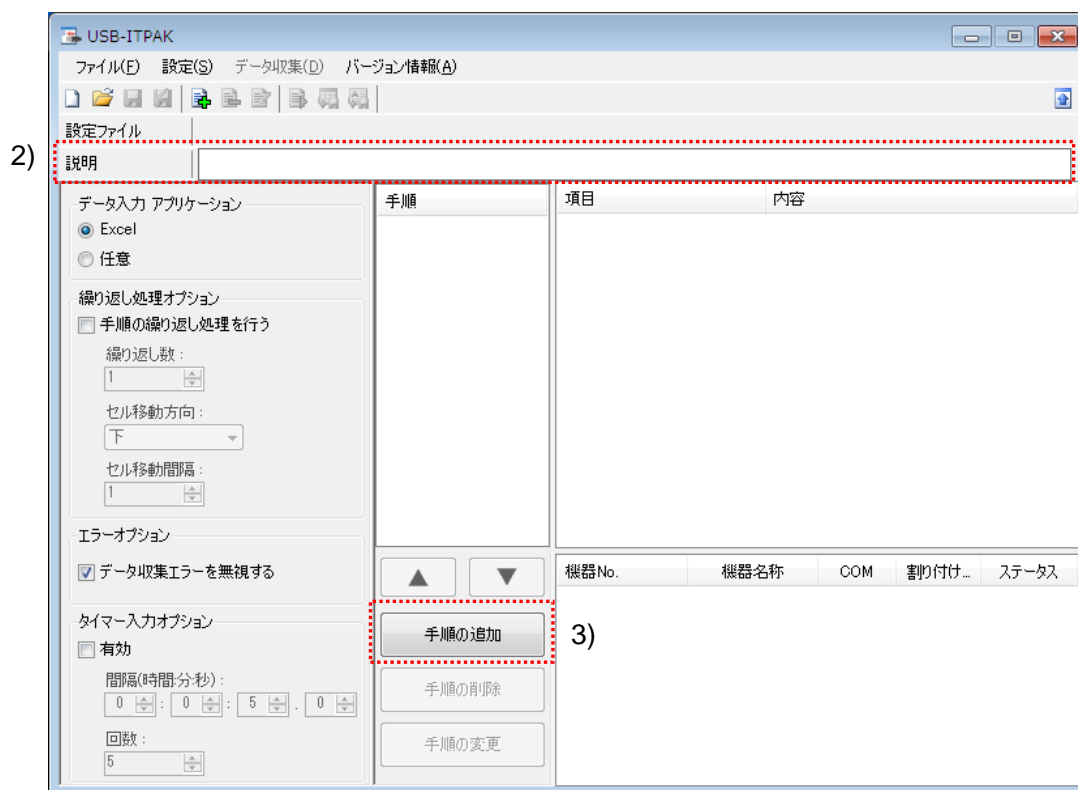 USB-ITPAK
ファイル(F) 設定(S) データ収集(D) バージョン情報(A)
設定ファイル
2)
説明
データ入力 アプリケーション
Excel
任意
繰り返し処理オプション
手順の繰り返し処理を行う
繰り返し数 :
1
セル移動方向 :
下
セル移動間隔 :
1
エラーオプション
データ収集エラーを無視する
タイマー入力オプション
有効
間隔(時間:分:秒) :
0 : 0 : 5 . 0
回数 :
5
手順
▲ ▼
手順の追加
3)
手順の削除
手順の変更
項目 内容
機器No. 機器名称 COM 割り付け... ステータス